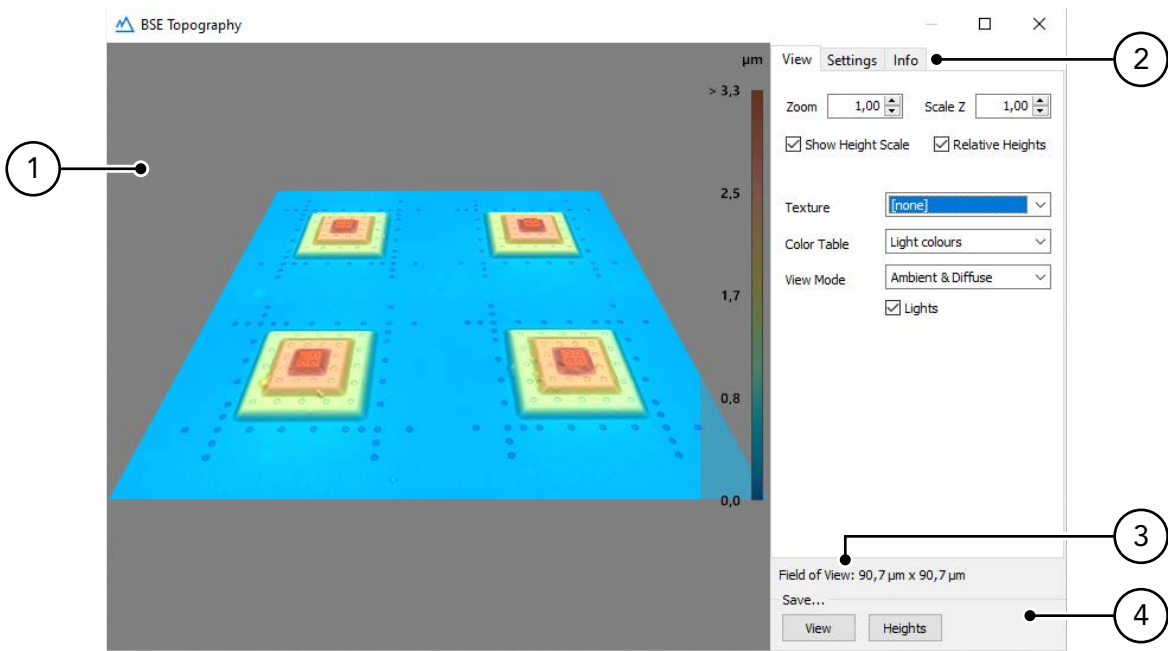 BSE Topography
µm
> 3,3
2,5
1,7
0,8
0,0
View Settings Info
Zoom 1,00 Scale Z 1,00
Show Height Scale Relative Heights
Texture [none]
Color Table Light colours
View Mode Ambient & Diffuse
Lights
Field of View: 90,7 µm x 90,7 µm
Save...
View Heights
1
2
3
4